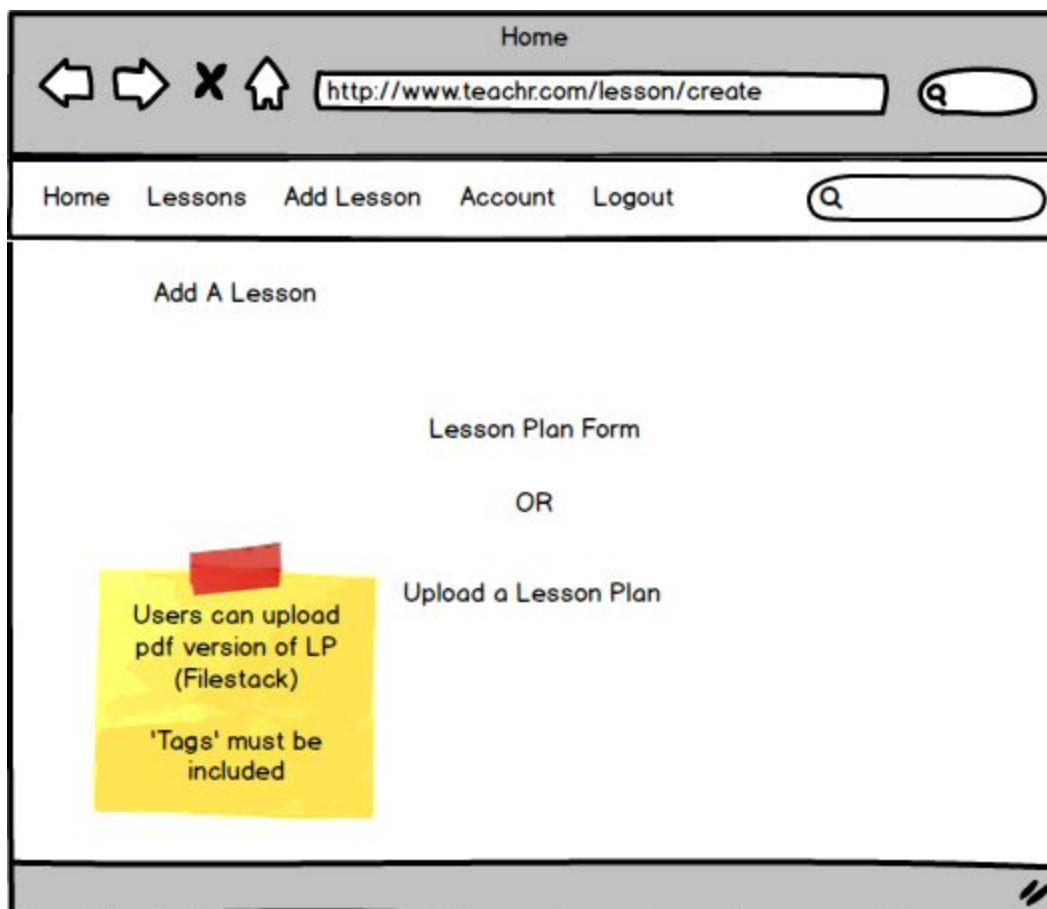 Home
http://www.teachr.com/lesson/create
Home Lessons Add Lesson Account Logout
Add A Lesson
Lesson Plan Form
OR
Upload a Lesson Plan
Users can upload
pdf version of LP
(Filestack)
'Tags' must be
included